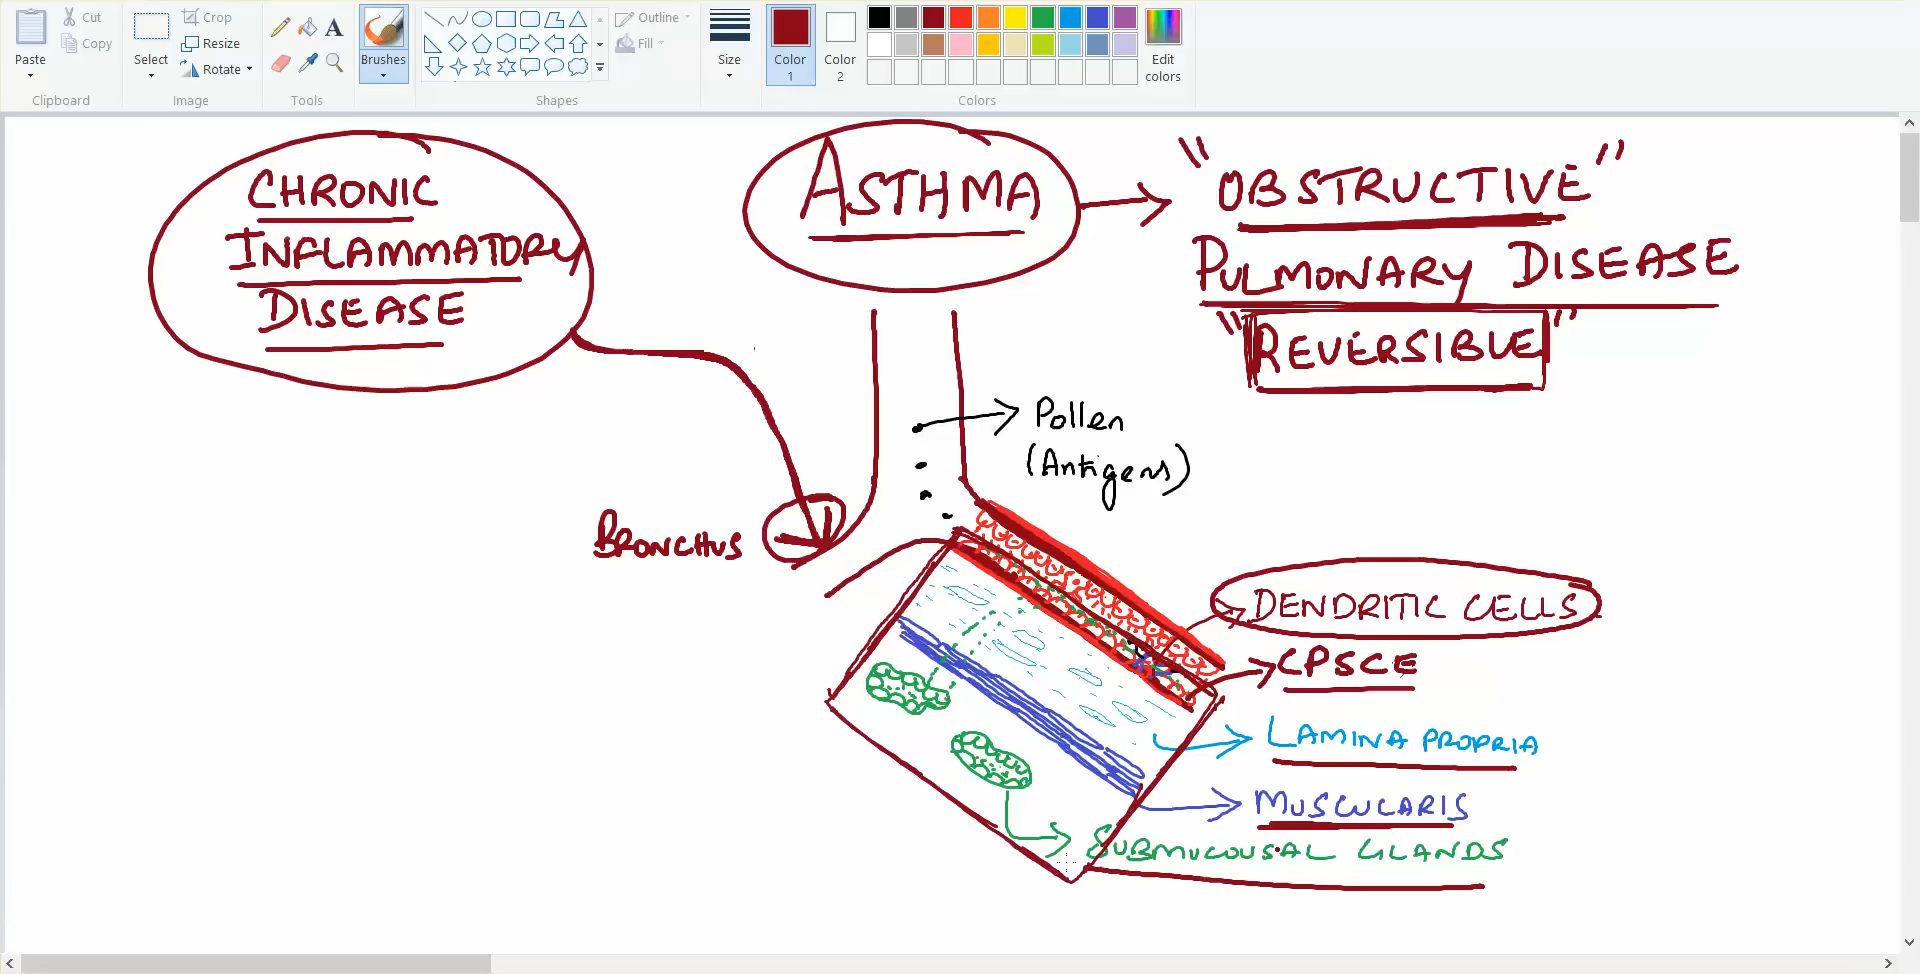 Paste
Cut
Copy
Clipboard
Select
Crop
Resize
Rotate
Image
Tools
Brushes
Shapes
Outline
Fill
Size
Color 1
Color 2
Colors
Edit colors
CHRONIC
INFLAMMATORY
DISEASE
ASTHMA
"OBSTRUCTIVE"
PULMONARY DISEASE
"REVERSIBLE"
Pollen
(Antigens)
BRONCHUS
DENDRITIC CELLS
CPSCE
LAMINA PROPRIA
MUSCULARIS
SUBMUCOUSAL GLANDS